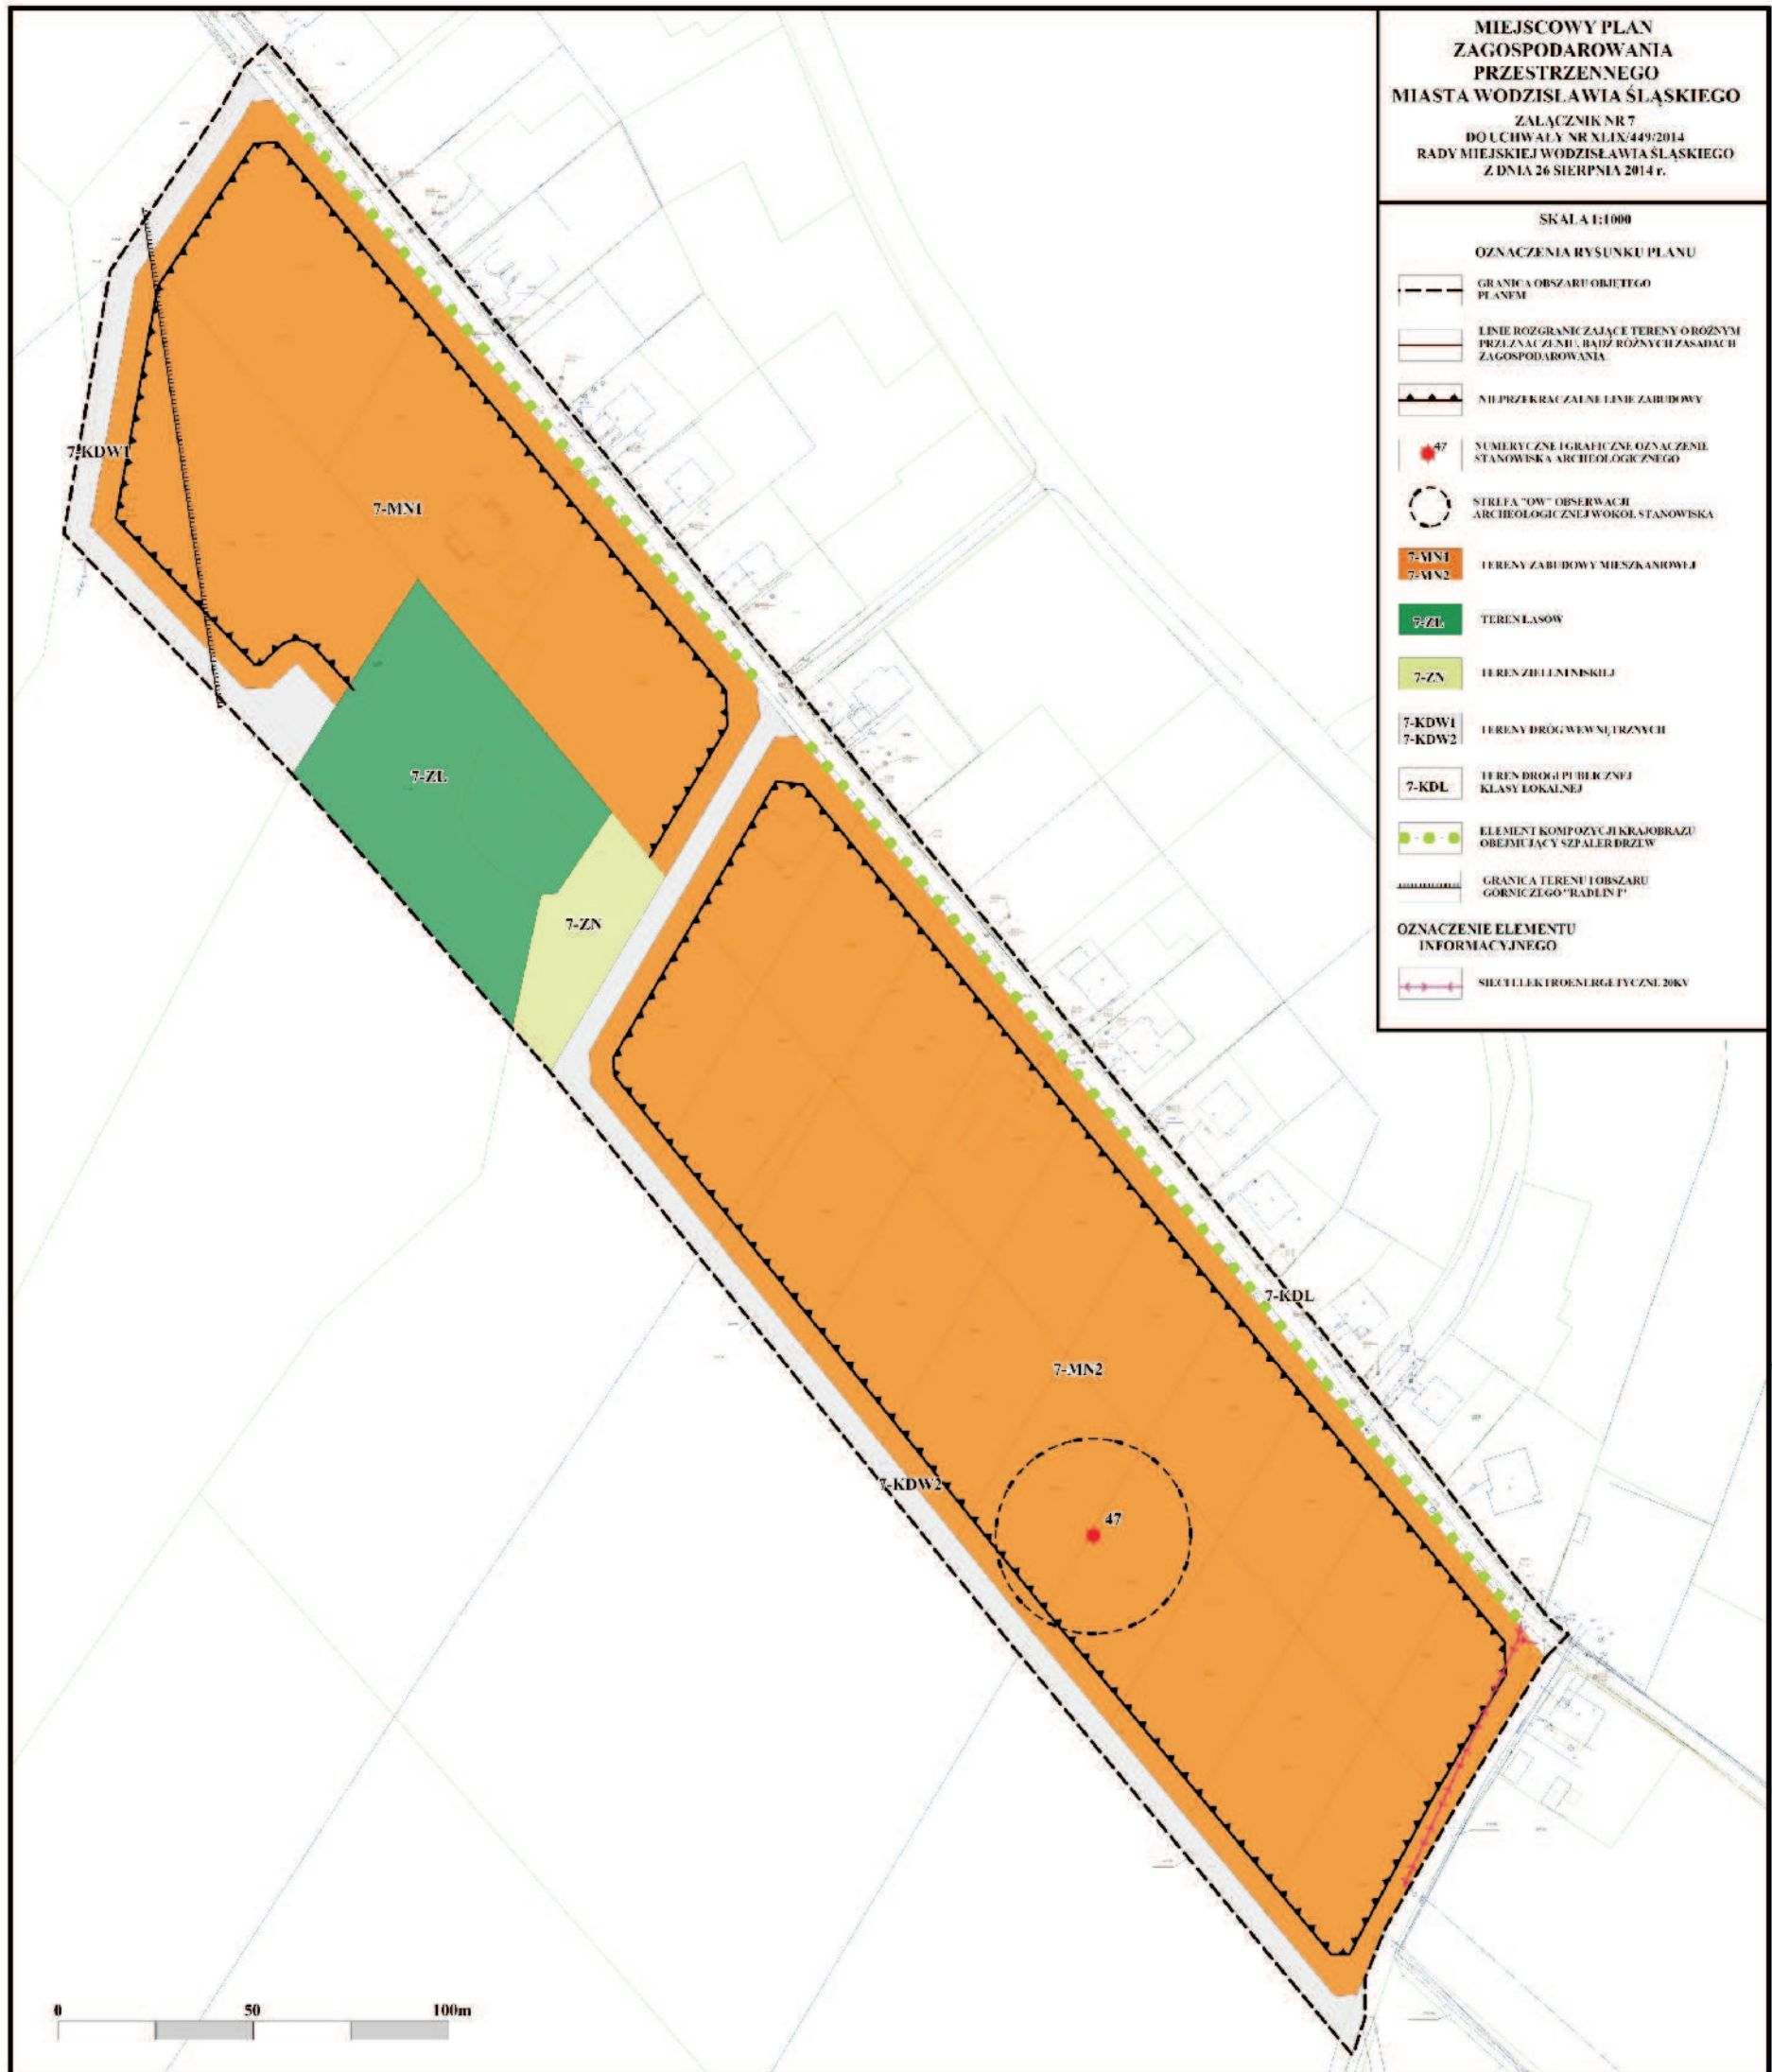 MIEJSCOWY PLAN
ZAGOSPODAROWANIA
PRZESTRZENNEGO
MIASTA WODZISŁAWIA ŚLĄSKIEGO
ZAŁĄCZNIK NR 7
DO UCHWAŁY NR XLIX/449/2014
RADY MIEJSKIEJ WODZISŁAWIA ŚLĄSKIEGO
Z DNIA 26 SIERPNIA 2014 r.
SKALA 1:1000
OZNACZENIA RYSUNKU PLANU
GRANICA OBSZARU OBJĘTEGO
PLANEM
LINIE ROZGRANICZAJĄCE TERENY O RÓŻNYM
PRZEZNACZENIU, BĄDŹ RÓŻNYCH ZASADACH
ZAGOSPODAROWANIA
NIEPRZEKRACZALNE LINIE ZABUDOWY
47
NUMERYCZNE I GRAFICZNE OZNACZENIE
STANOWISKA ARCHEOLOGICZNEGO
STREFA "OW" OBSERWACJI
ARCHEOLOGICZNEJ WOKÓŁ STANOWISKA
7-MN1
7-MN2
TERENY ZABUDOWY MIESZKANIOWEJ
7-ZL
TEREN LASÓW
7-ZN
TEREN ZIELENI NISKIEJ
7-KDW1
7-KDW2
TERENY DRÓG WEWNĘTRZNYCH
7-KDL
TEREN DROGI PUBLICZNEJ
KLASY LOKALNEJ
ELEMENT KOMPOZYCJI KRAJOBRAZU
OBEJMUJĄCY SZPALER DRZEW
GRANICA TERENU I OBSZARU
GÓRNICZEGO "RADLIN I"
OZNACZENIE ELEMENTU
INFORMACYJNEGO
SIECI ELEKTROENERGETYCZNE 20KV
7-KDW1
7-MN1
7-ZL
7-ZN
7-KDL
7-MN2
7-KDW2
47
0 50 100m